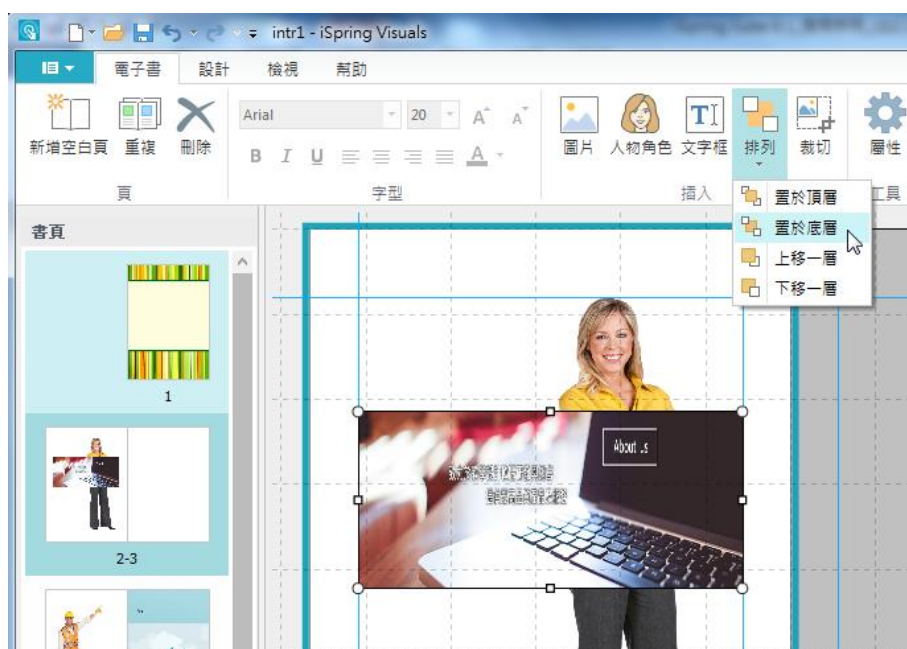 intr1 - iSpring Visuals
電子書 設計 檢視 幫助
Arial 20 A A
新增空白頁 重複 刪除 B I U A 圖片 人物角色 文字框 排列 裁切 屬性
頁 字型 插入 工具
置於頂層
置於底層
上移一層
下移一層
書頁
1
2-3
About us